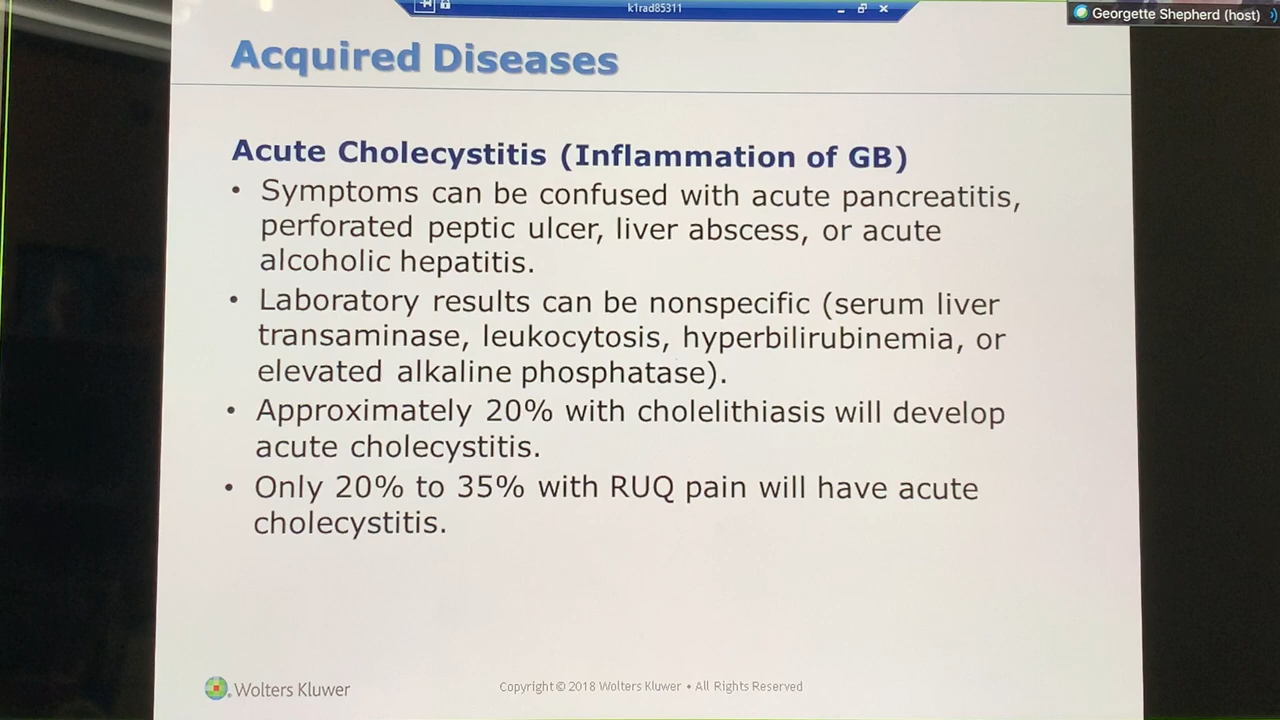 k1rad85311
Georgette Shepherd (host)
Acquired Diseases
Acute Cholecystitis (Inflammation of GB)
• Symptoms can be confused with acute pancreatitis,
perforated peptic ulcer, liver abscess, or acute
alcoholic hepatitis.
• Laboratory results can be nonspecific (serum liver
transaminase, leukocytosis, hyperbilirubinemia, or
elevated alkaline phosphatase).
• Approximately 20% with cholelithiasis will develop
acute cholecystitis.
• Only 20% to 35% with RUQ pain will have acute
cholecystitis.
Wolters Kluwer
Copyright© 2018 Wolters Kluwer • All Rights Reserved